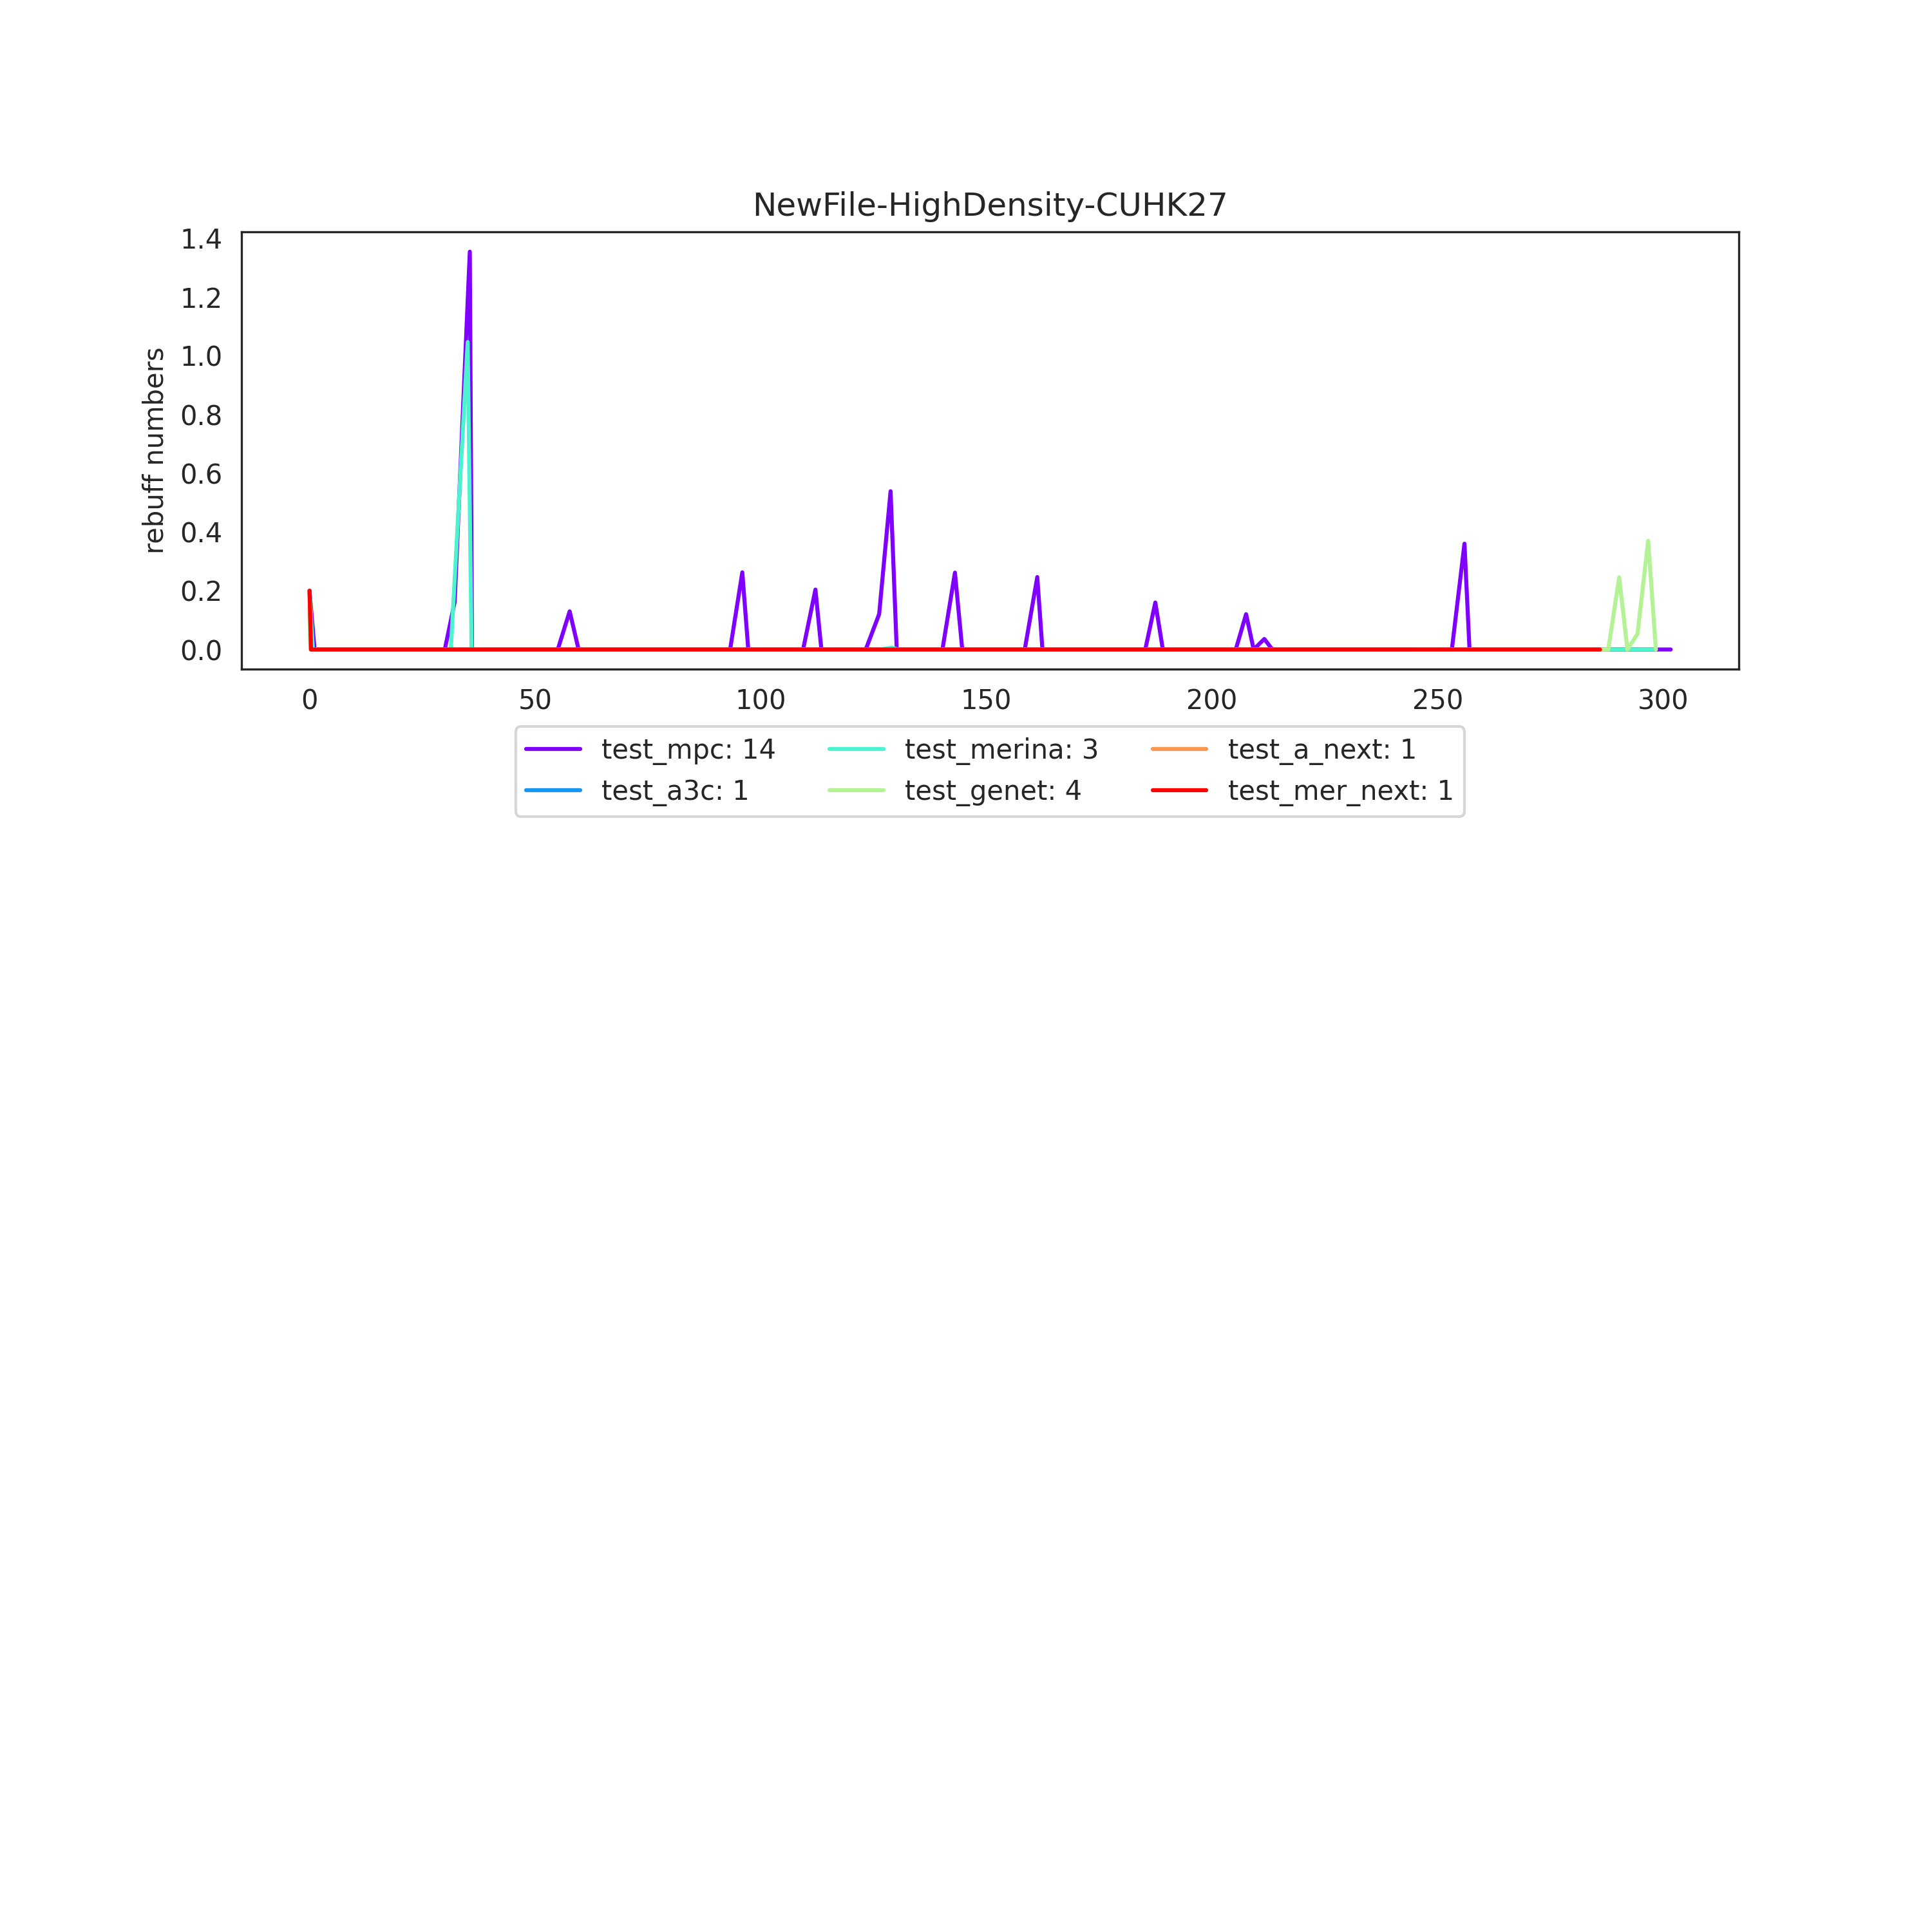 NewFile-HighDensity-CUHK27
1.4
1.2
1.0
0.8
0.6
0.4
0.2
0.0
rebuff numbers
0 50 100 150 200 250 300
test_mpc: 14 test_merina: 3 test_a_next: 1
test_a3c: 1 test_genet: 4 test_mer_next: 1